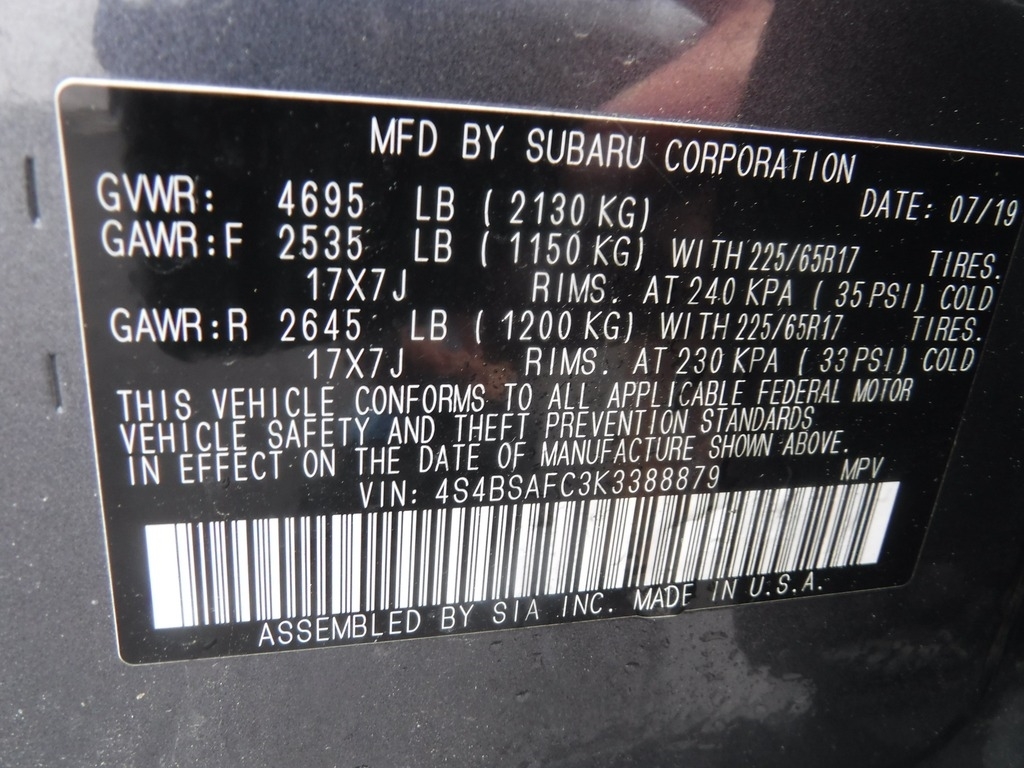 MFD BY SUBARU CORPORATION
GVWR: 4695 LB (2130 KG) DATE: 07/19
GAWR:F 2535 LB (1150 KG) WITH 225/65R17 TIRES.
17X7J RIMS. AT 240 KPA (35 PSI) COLD
GAWR:R 2645 LB (1200 KG) WITH 225/65R17 TIRES.
17X7J RIMS. AT 230 KPA (33 PSI) COLD
THIS VEHICLE CONFORMS TO ALL APPLICABLE FEDERAL MOTOR
VEHICLE SAFETY AND THEFT PREVENTION STANDARDS
IN EFFECT ON THE DATE OF MANUFACTURE SHOWN ABOVE.
VIN: 4S4BSAFC3K3388879 MPV
ASSEMBLED BY SIA INC. MADE IN U.S.A.